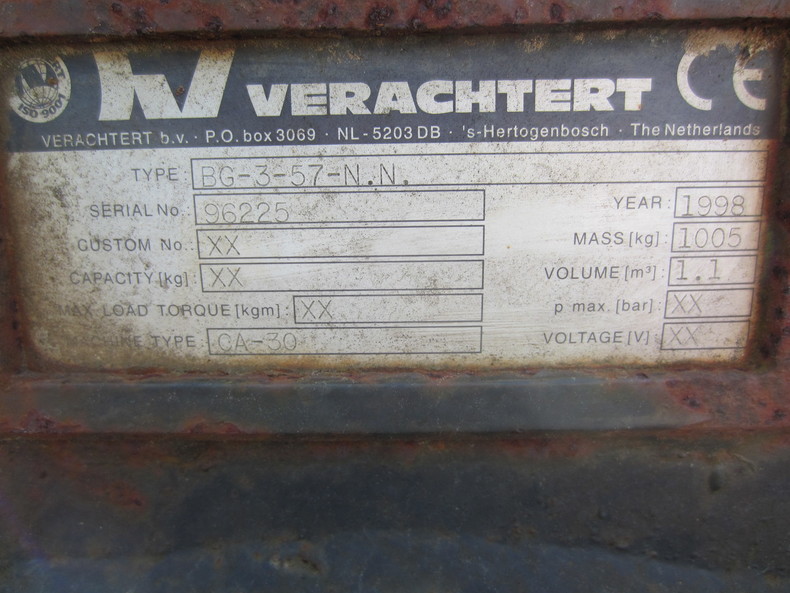 ISO 9001
VERACHTERT CE
VERACHTERT b.v. · P.O. box 3069 · NL-5203 DB · 's-Hertogenbosch · The Netherlands
TYPE : BG-3-57-N.N.
SERIAL No.: 96225 YEAR : 1998
CUSTOM No.: XX MASS [kg] : 1005
CAPACITY [kg] : XX VOLUME [m³] : 1.1
MAX LOAD TORQUE [kgm] : XX p max. [bar] : XX
MACHINE TYPE : CA-30 VOLTAGE [V] : XX